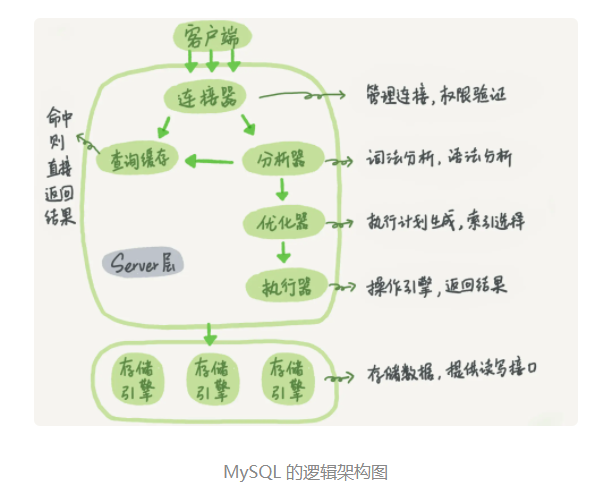 客户端
连接器
管理连接，权限验证
命中
则
直接
返回
结果
查询缓存
分析器
词法分析，语法分析
优化器
执行计划生成，索引选择
Server层
执行器
操作引擎，返回结果
存储
引擎
存储
引擎
存储
引擎
存储数据，提供读写接口
MySQL 的逻辑架构图